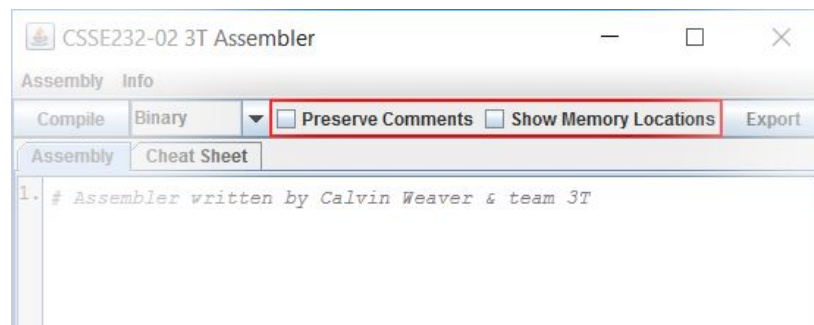 CSSE232-02 3T Assembler
Assembly Info
Compile Binary Preserve Comments Show Memory Locations Export
Assembly Cheat Sheet
1. # Assembler written by Calvin Weaver & team 3T